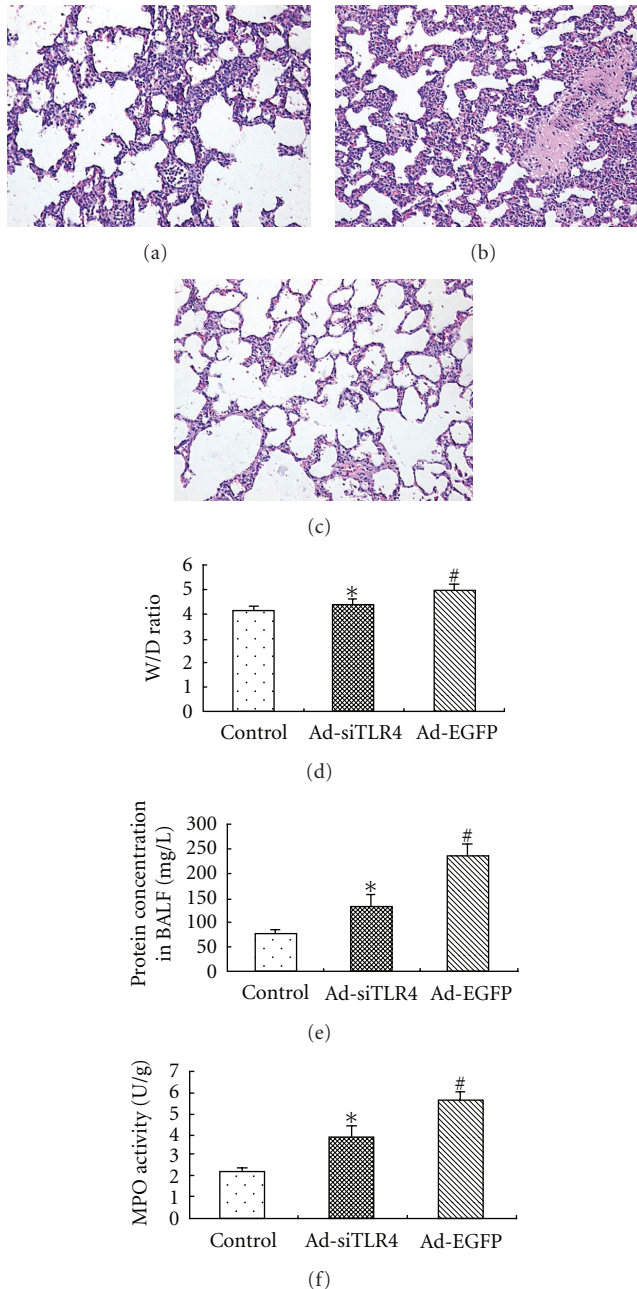 (a)
(b)
(c)
W/D ratio
6
5
4
3
2
1
0
*
#
Control Ad-siTLR4 Ad-EGFP
(d)
Protein concentration
in BALF (mg/L)
300
250
200
150
100
50
0
*
#
Control Ad-siTLR4 Ad-EGFP
(e)
MPO activity (U/g)
7
6
5
4
3
2
1
0
*
#
Control Ad-siTLR4 Ad-EGFP
(f)